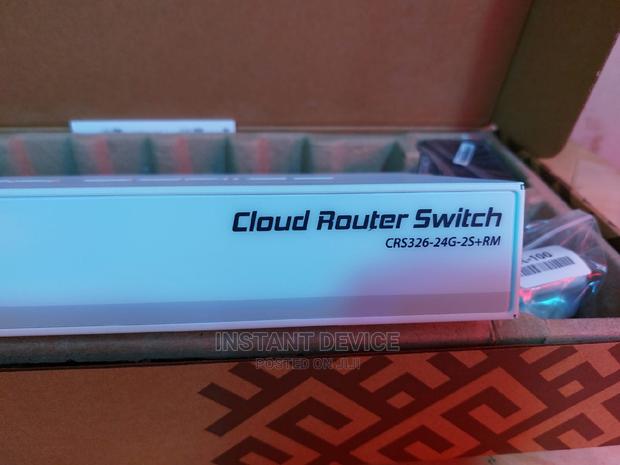 Cloud Router Switch
CRS326-24G-2S+RM
INSTANT DEVICE
POSTED ON JIJI